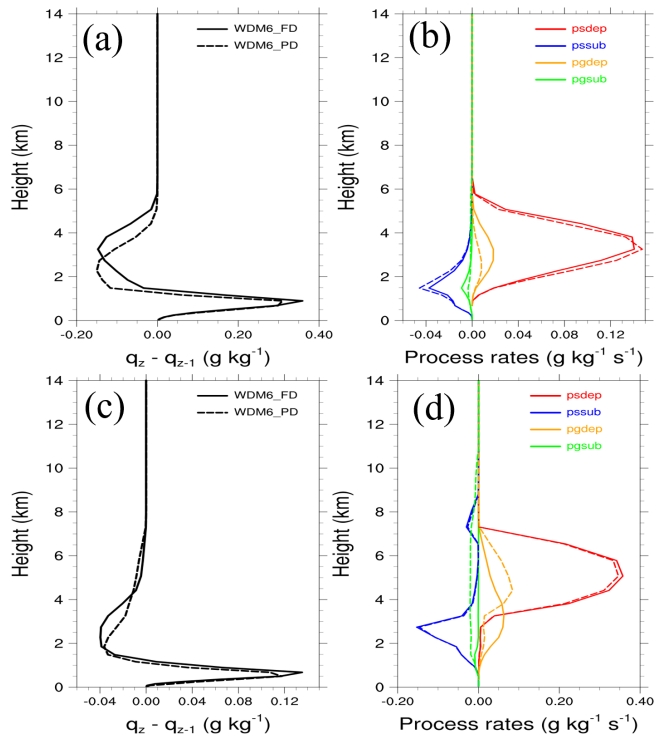 (a)
WDM6_FD
WDM6_PD
Height (km)
14
12
10
8
6
4
2
0
-0.20 0.00 0.20 0.40
q_z - q_z-1 (g kg⁻¹)
(b)
psdep
pssub
pgdep
pgsub
Height (km)
14
12
10
8
6
4
2
0
-0.04 0.00 0.04 0.08 0.12
Process rates (g kg⁻¹ s⁻¹)
(c)
WDM6_FD
WDM6_PD
Height (km)
14
12
10
8
6
4
2
0
-0.04 0.00 0.04 0.08 0.12
q_z - q_z-1 (g kg⁻¹)
(d)
psdep
pssub
pgdep
pgsub
Height (km)
14
12
10
8
6
4
2
0
-0.20 0.00 0.20 0.40
Process rates (g kg⁻¹ s⁻¹)